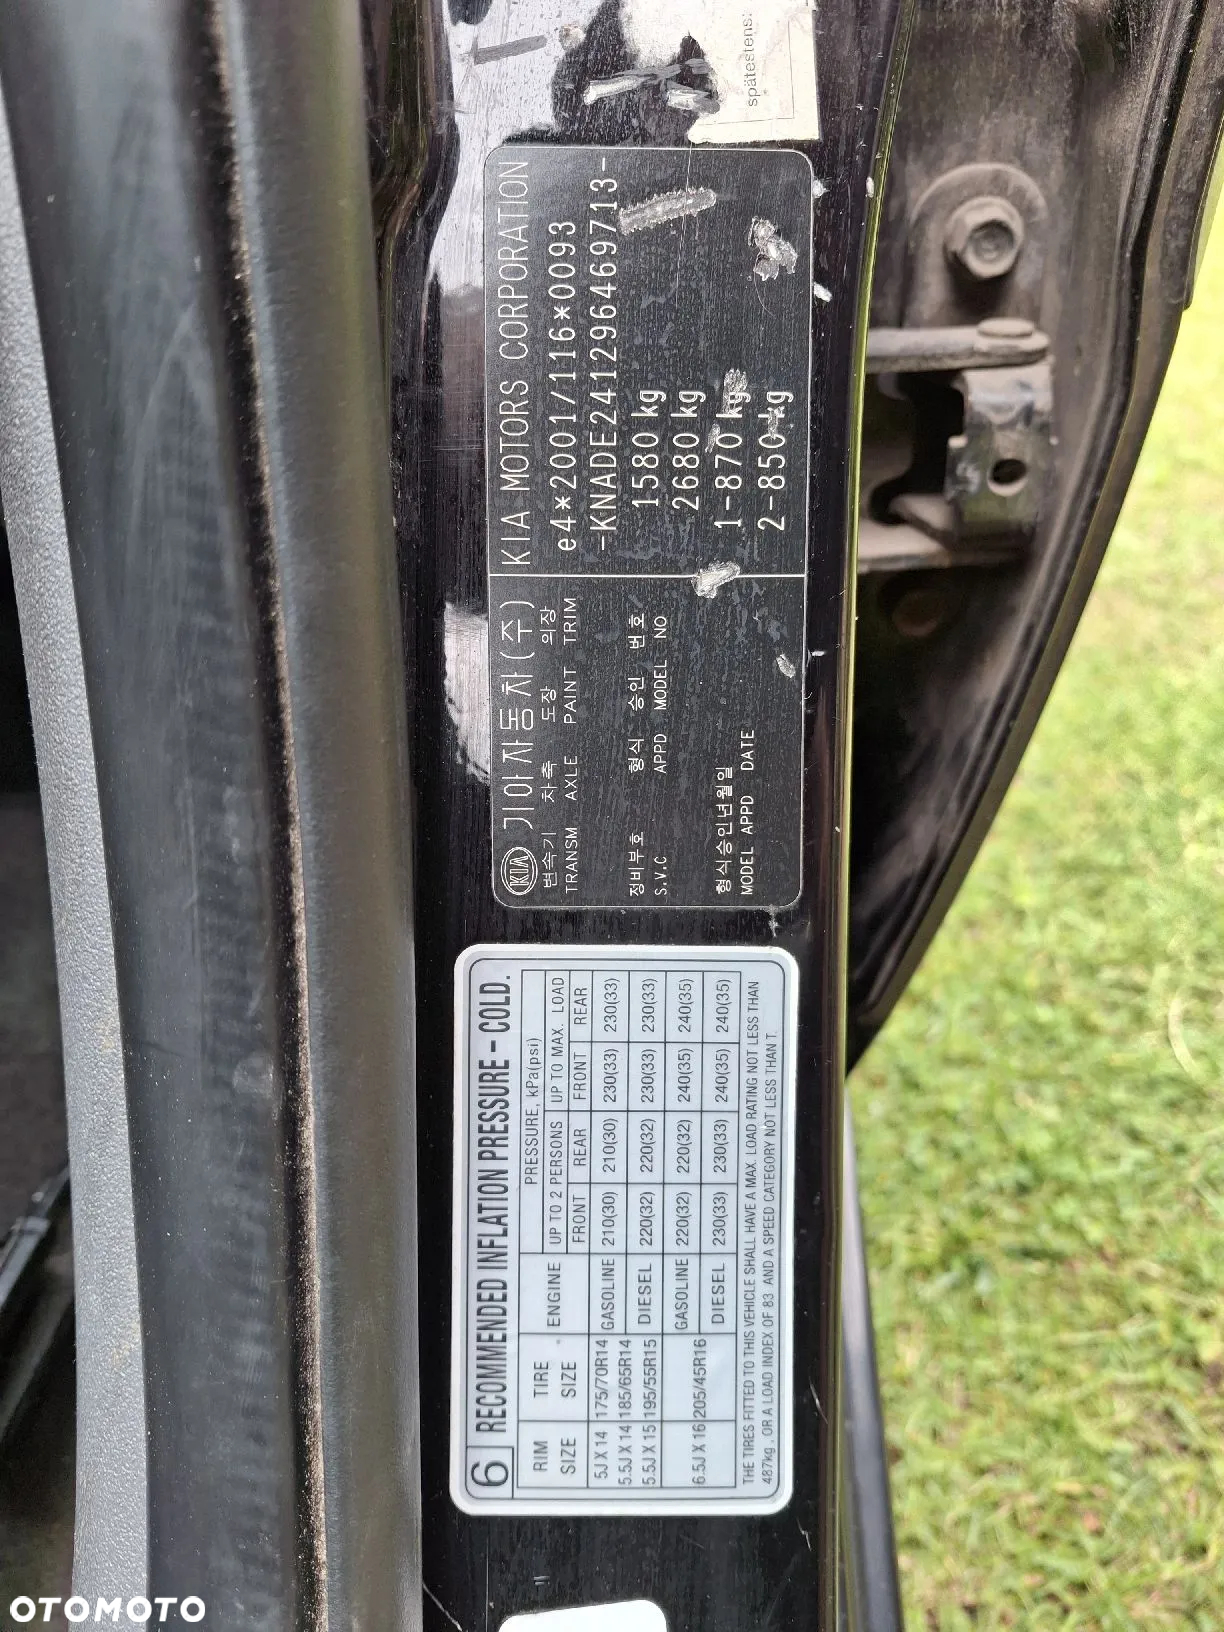 spätestens:
KIA 기아자동차(주) KIA MOTORS CORPORATION
변속기 차축 도장 의장
TRANSM AXLE PAINT TRIM
e4*2001/116*0093
-KNADE241296469713-
정비부호 형식 승인 번호
S.V.C APPD MODEL NO
1580 kg
2680 kg
형식승인년월일
MODEL APPD DATE
1-870 kg
2-850 kg
6 RECOMMENDED INFLATION PRESSURE - COLD.
RIM SIZE TIRE SIZE ENGINE PRESSURE, kPa(psi)
UP TO 2 PERSONS UP TO MAX. LOAD
FRONT REAR FRONT REAR
5J X 14 175/70R14 GASOLINE 210(30) 210(30) 230(33) 230(33)
5.5J X 14 185/65R14
5.5J X 15 195/55R15 DIESEL 220(32) 220(32) 230(33) 230(33)
6.5J X 16 205/45R16 GASOLINE 220(32) 220(32) 240(35) 240(35)
DIESEL 230(33) 230(33) 240(35) 240(35)
THE TIRES FITTED TO THIS VEHICLE SHALL HAVE A MAX. LOAD RATING NOT LESS THAN
487kg , OR A LOAD INDEX OF 83 AND A SPEED CATEGORY NOT LESS THAN T.
OTOMOTO